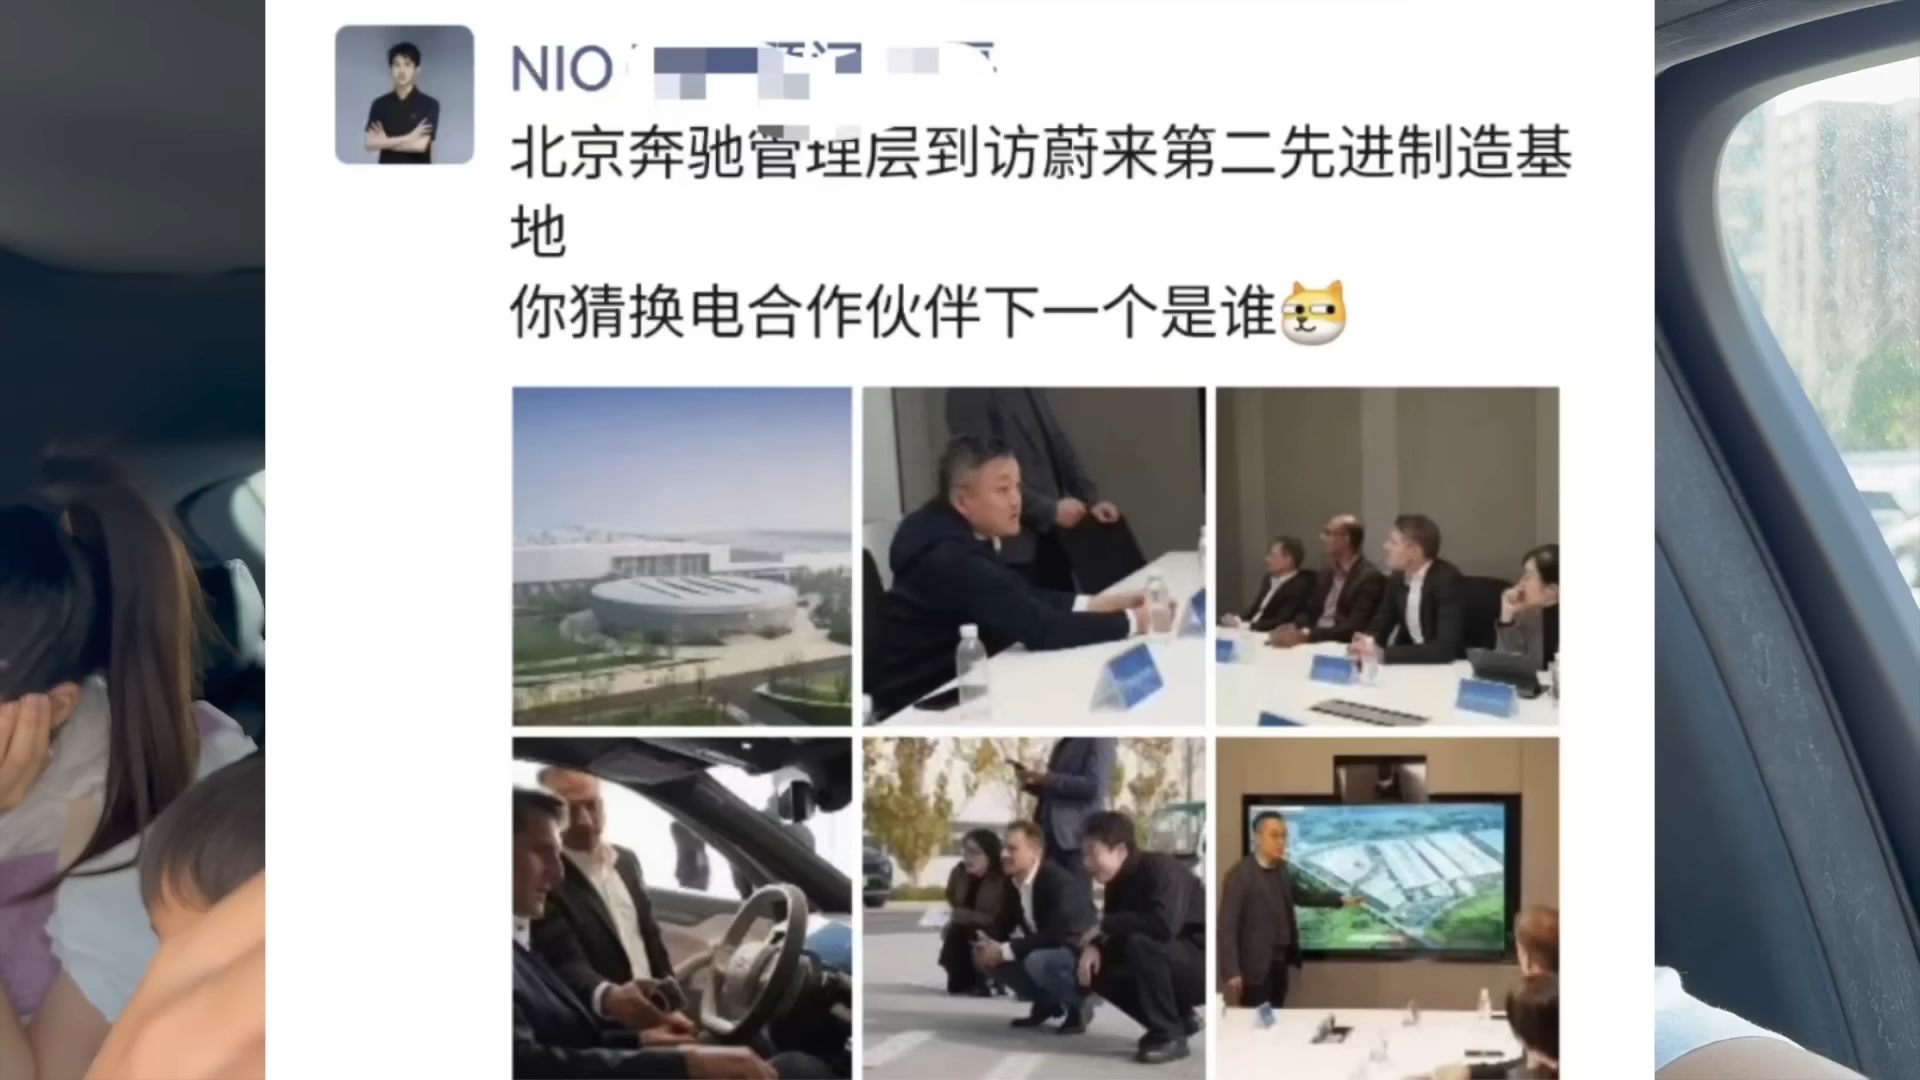 NIO
北京奔驰管理层到访蔚来第二先进制造基
地
你猜换电合作伙伴下一个是谁